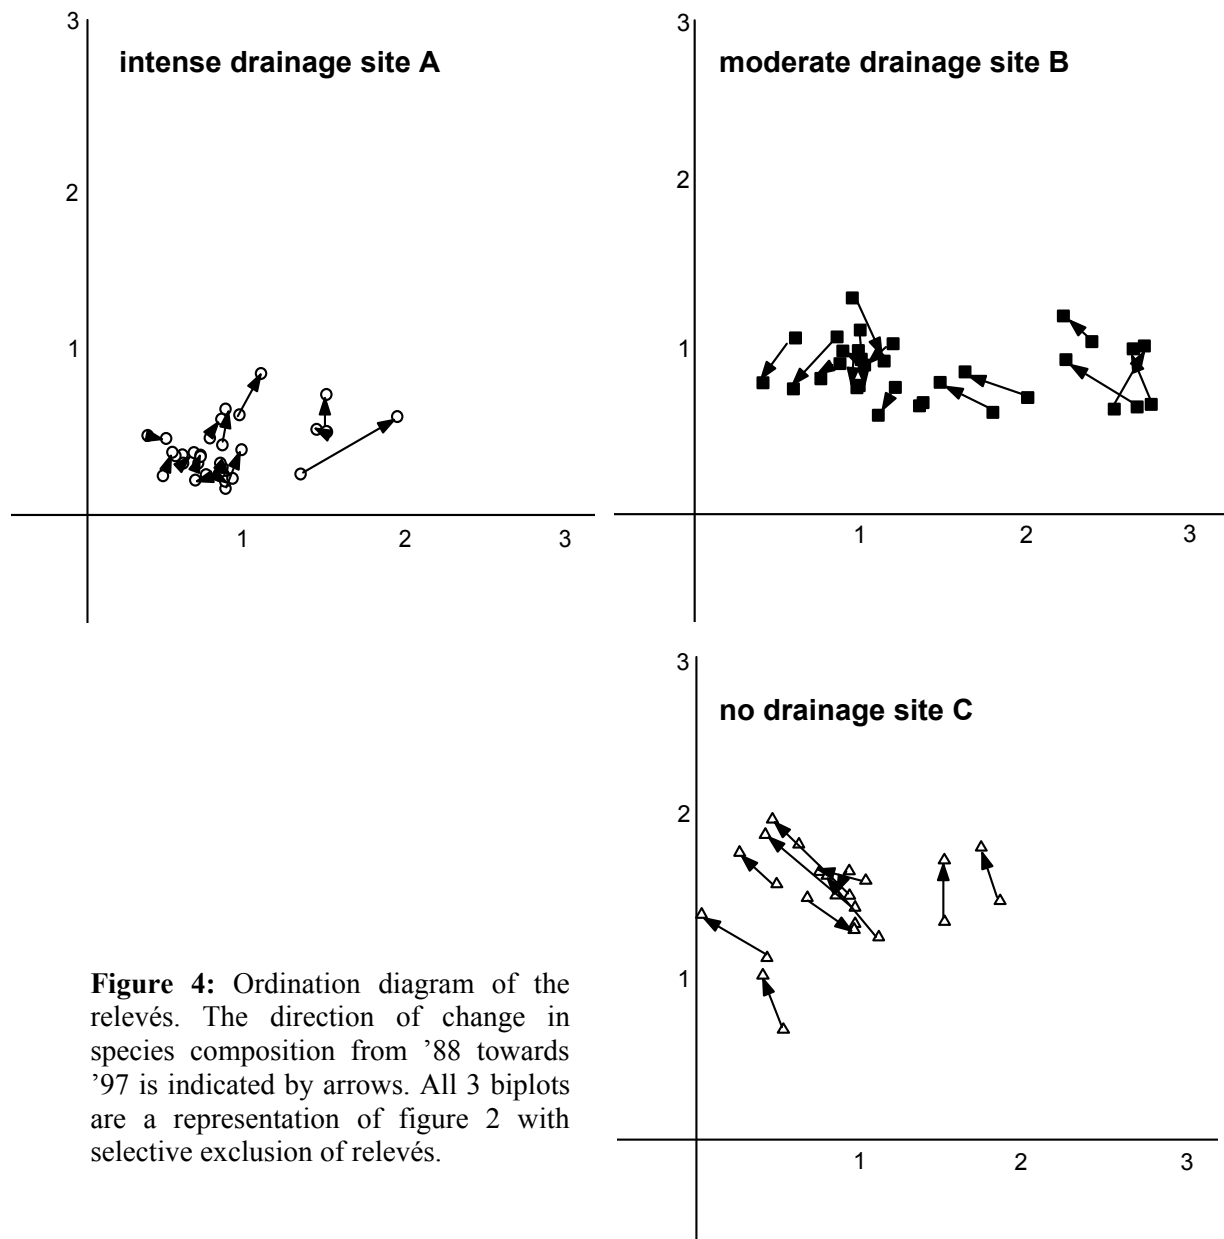 3
intense drainage site A
2
1
1 2 3
3
moderate drainage site B
2
1
1 2 3
3
no drainage site C
2
1
1 2 3
Figure 4: Ordination diagram of the
relevés. The direction of change in
species composition from ’88 towards
’97 is indicated by arrows. All 3 biplots
are a representation of figure 2 with
selective exclusion of relevés.